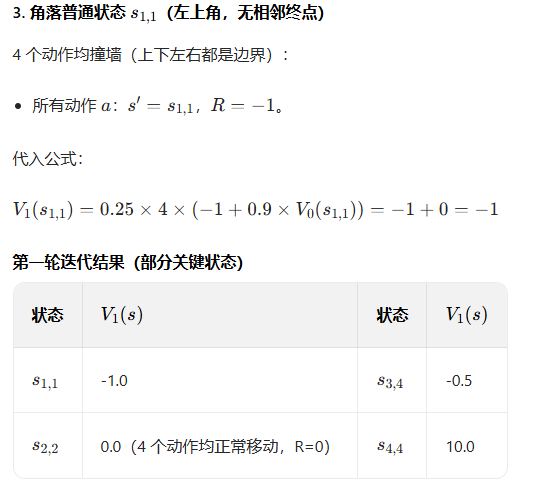 3. 角落普通状态 s₁,₁（左上角，无相邻终点）
4 个动作均撞墙（上下左右都是边界）：
• 所有动作 a：s′ = s₁,₁，R = −1。
代入公式：
V₁(s₁,₁) = 0.25 × 4 × (−1 + 0.9 × V₀(s₁,₁)) = −1 + 0 = −1
第一轮迭代结果（部分关键状态）
状态 V₁(s) 状态 V₁(s)
s₁,₁ -1.0 s₃,₄ -0.5
s₂,₂ 0.0（4 个动作均正常移动，R=0） s₄,₄ 10.0